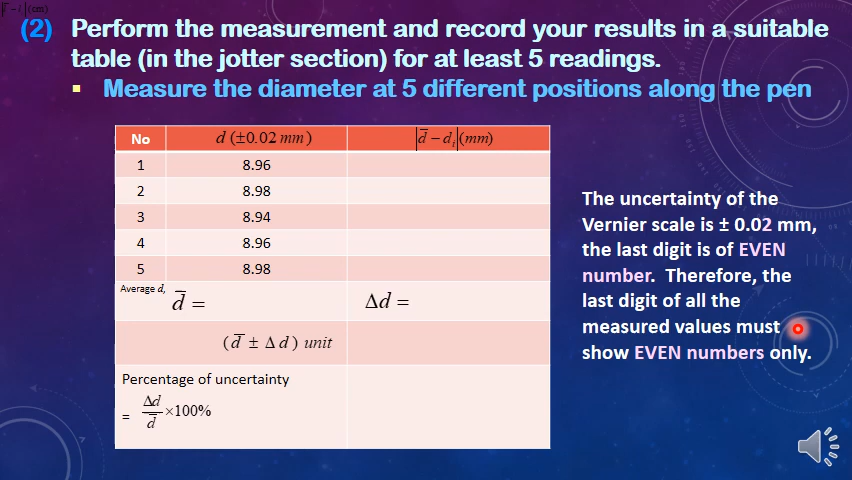 (2) Perform the measurement and record your results in a suitable
table (in the jotter section) for at least 5 readings.
▪ Measure the diameter at 5 different positions along the pen
No d (±0.02 mm) |d̅ − dᵢ|(mm)
1 8.96
2 8.98
3 8.94
4 8.96
5 8.98
Average d, d̅ = Δd =
(d̅ ± Δd) unit
Percentage of uncertainty
= Δd/d̅ ×100%
The uncertainty of the
Vernier scale is ± 0.02 mm,
the last digit is of EVEN
number. Therefore, the
last digit of all the
measured values must
show EVEN numbers only.